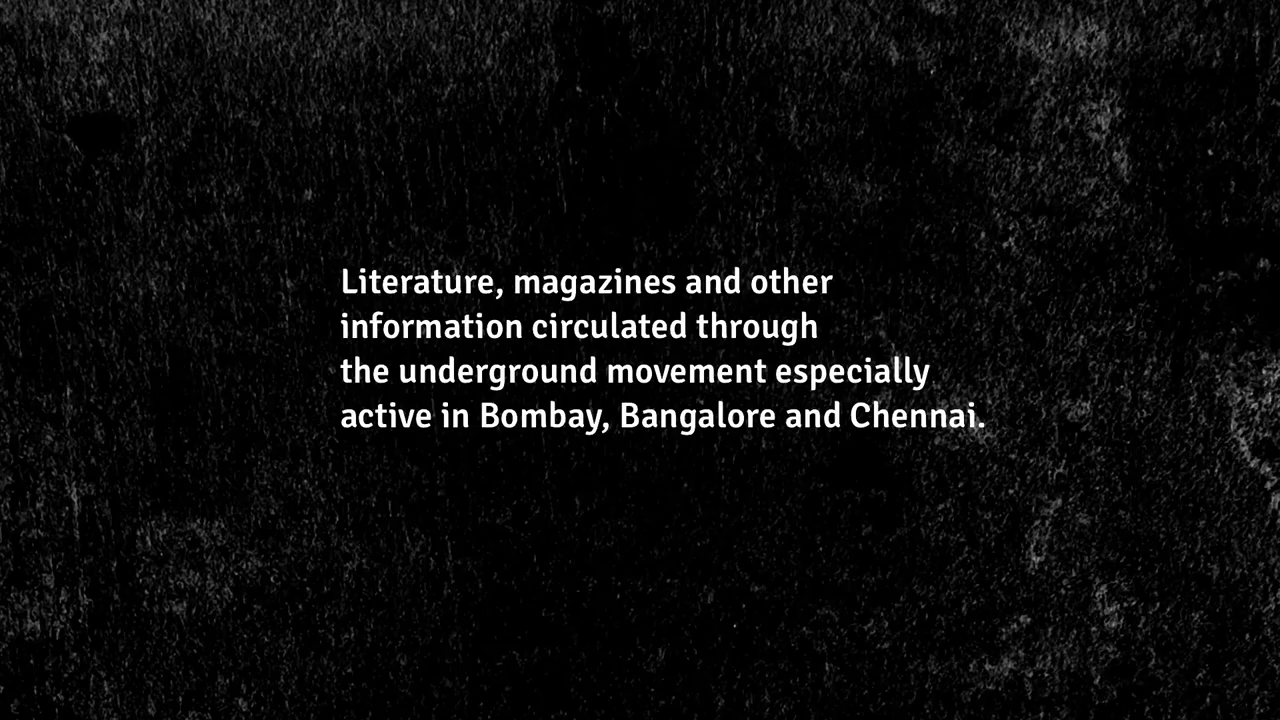 Literature, magazines and other
information circulated through
the underground movement especially
active in Bombay, Bangalore and Chennai.